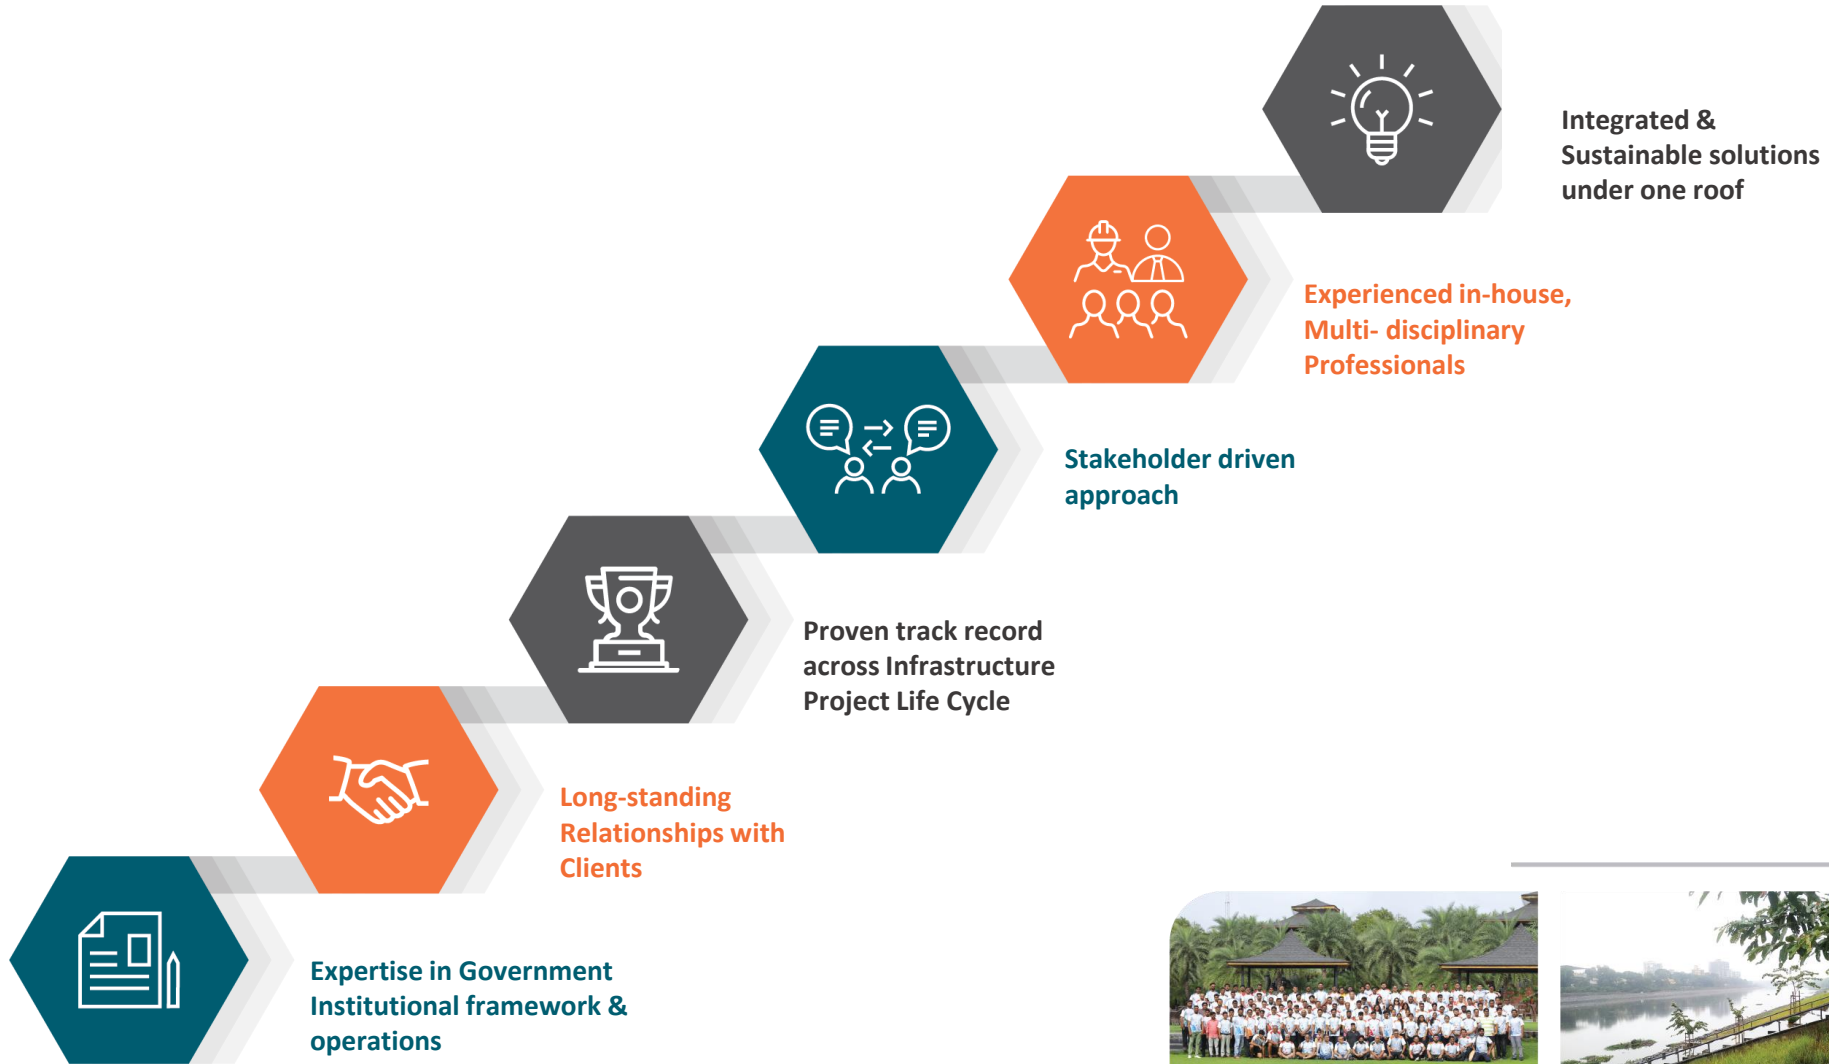 Integrated &
Sustainable solutions
under one roof
Experienced in-house,
Multi- disciplinary
Professionals
Stakeholder driven
approach
Proven track record
across Infrastructure
Project Life Cycle
Long-standing
Relationships with
Clients
Expertise in Government
Institutional framework &
operations